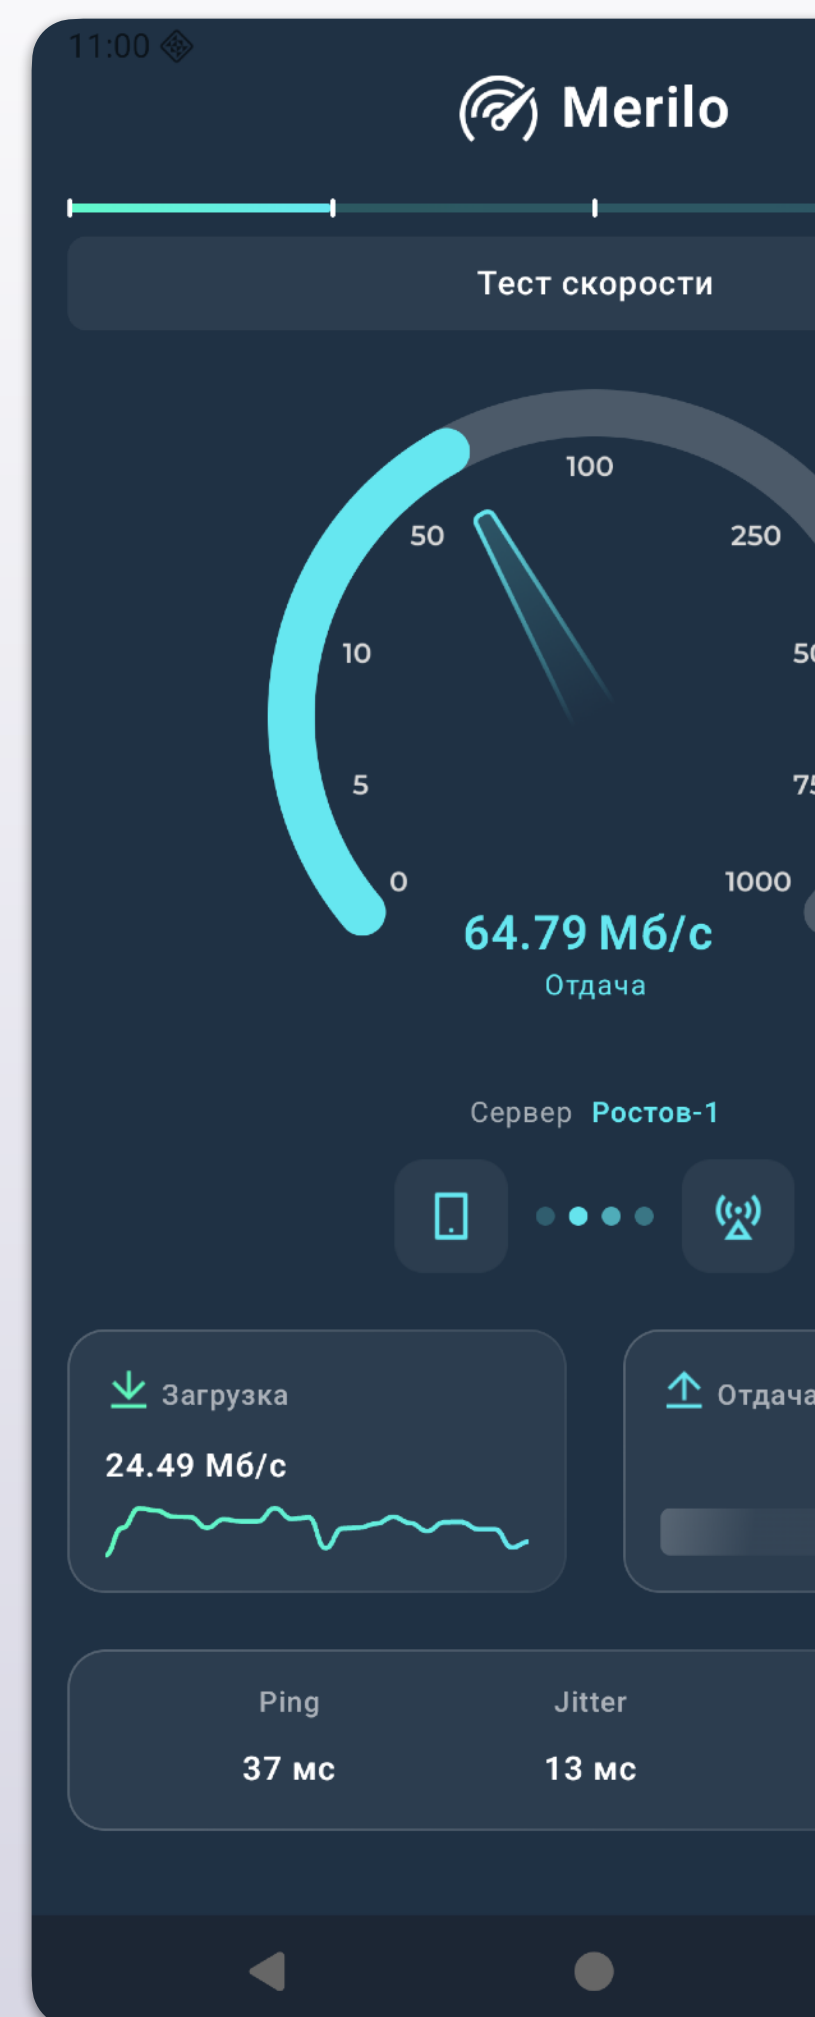 11:00
Merilo
Тест скорости
100
50
250
10
5
0
1000
64.79 Мб/с
Отдача
Сервер Ростов-1
Загрузка
Отдача
24.49 Мб/с
Ping
Jitter
37 мс
13 мс